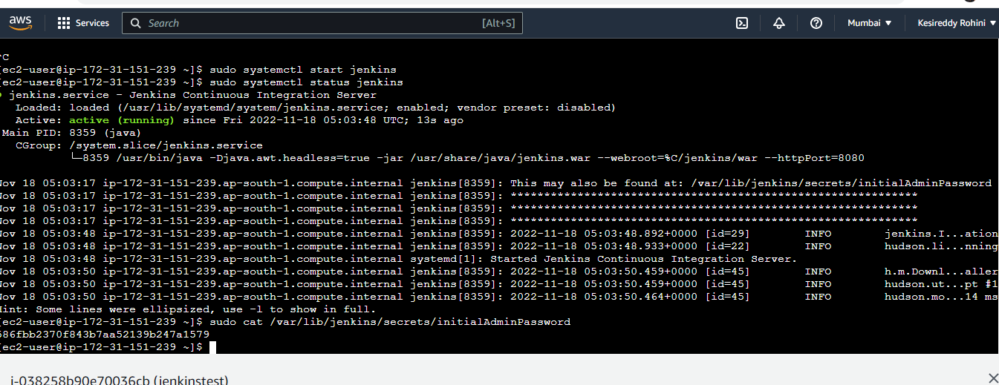 aws Services Search [Alt+S] Mumbai ▼ Kesireddy Rohini ▼
^C
[ec2-user@ip-172-31-151-239 ~]$ sudo systemctl start jenkins
[ec2-user@ip-172-31-151-239 ~]$ sudo systemctl status jenkins
● jenkins.service - Jenkins Continuous Integration Server
Loaded: loaded (/usr/lib/systemd/system/jenkins.service; enabled; vendor preset: disabled)
Active: active (running) since Fri 2022-11-18 05:03:48 UTC; 13s ago
Main PID: 8359 (java)
CGroup: /system.slice/jenkins.service
└─8359 /usr/bin/java -Djava.awt.headless=true -jar /usr/share/java/jenkins.war --webroot=%C/jenkins/war --httpPort=8080
Nov 18 05:03:17 ip-172-31-151-239.ap-south-1.compute.internal jenkins[8359]: This may also be found at: /var/lib/jenkins/secrets/initialAdminPassword
Nov 18 05:03:17 ip-172-31-151-239.ap-south-1.compute.internal jenkins[8359]: *************************************************************
Nov 18 05:03:17 ip-172-31-151-239.ap-south-1.compute.internal jenkins[8359]: *************************************************************
Nov 18 05:03:17 ip-172-31-151-239.ap-south-1.compute.internal jenkins[8359]: *************************************************************
Nov 18 05:03:48 ip-172-31-151-239.ap-south-1.compute.internal jenkins[8359]: 2022-11-18 05:03:48.892+0000 [id=29] INFO jenkins.I...ation
Nov 18 05:03:48 ip-172-31-151-239.ap-south-1.compute.internal jenkins[8359]: 2022-11-18 05:03:48.933+0000 [id=22] INFO hudson.li...nning
Nov 18 05:03:48 ip-172-31-151-239.ap-south-1.compute.internal systemd[1]: Started Jenkins Continuous Integration Server.
Nov 18 05:03:50 ip-172-31-151-239.ap-south-1.compute.internal jenkins[8359]: 2022-11-18 05:03:50.459+0000 [id=45] INFO h.m.Downl...aller
Nov 18 05:03:50 ip-172-31-151-239.ap-south-1.compute.internal jenkins[8359]: 2022-11-18 05:03:50.459+0000 [id=45] INFO hudson.ut...pt #1
Nov 18 05:03:50 ip-172-31-151-239.ap-south-1.compute.internal jenkins[8359]: 2022-11-18 05:03:50.464+0000 [id=45] INFO hudson.mo...14 ms
Hint: Some lines were ellipsized, use -l to show in full.
[ec2-user@ip-172-31-151-239 ~]$ sudo cat /var/lib/jenkins/secrets/initialAdminPassword
[ec2-user@ip-172-31-151-239 ~]$
i-038258b90e70036cb (jenkinstest)